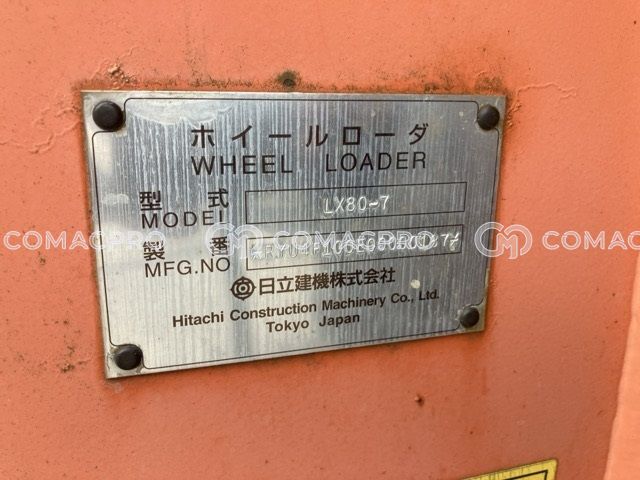 ホイールローダ
WHEEL LOADER
型式 LX80-7
MODEL
製番
MFG.NO
日立建機株式会社
Hitachi Construction Machinery Co., Ltd.
Tokyo Japan
COMACPRO COMACPRO COMACPRO